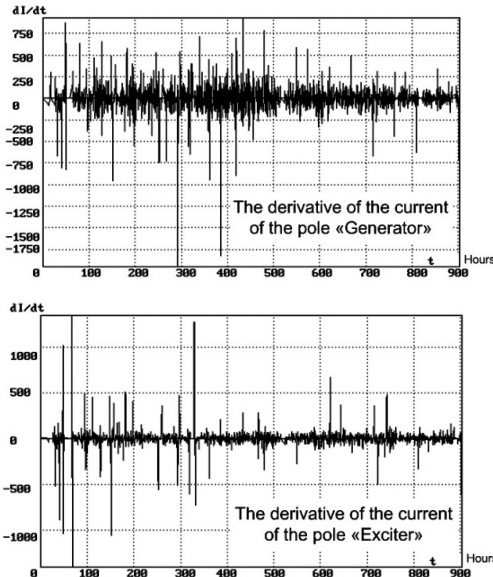 dI/dt
750
500
250
0
-250
-500
-750
-1000
-1250
-1500
-1750
The derivative of the current
of the pole «Generator»
t
0 100 200 300 400 500 600 700 800 900 Hours
dI/dt
1000
500
0
-500
-1000
The derivative of the current
of the pole «Exciter»
t
0 100 200 300 400 500 600 700 800 900 Hours